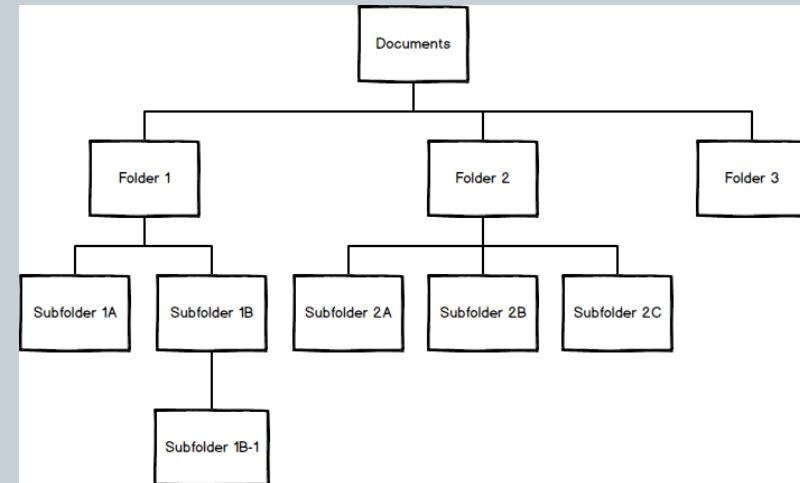 Documents
Folder 1
Folder 2
Folder 3
Subfolder 1A
Subfolder 1B
Subfolder 2A
Subfolder 2B
Subfolder 2C
Subfolder 1B-1